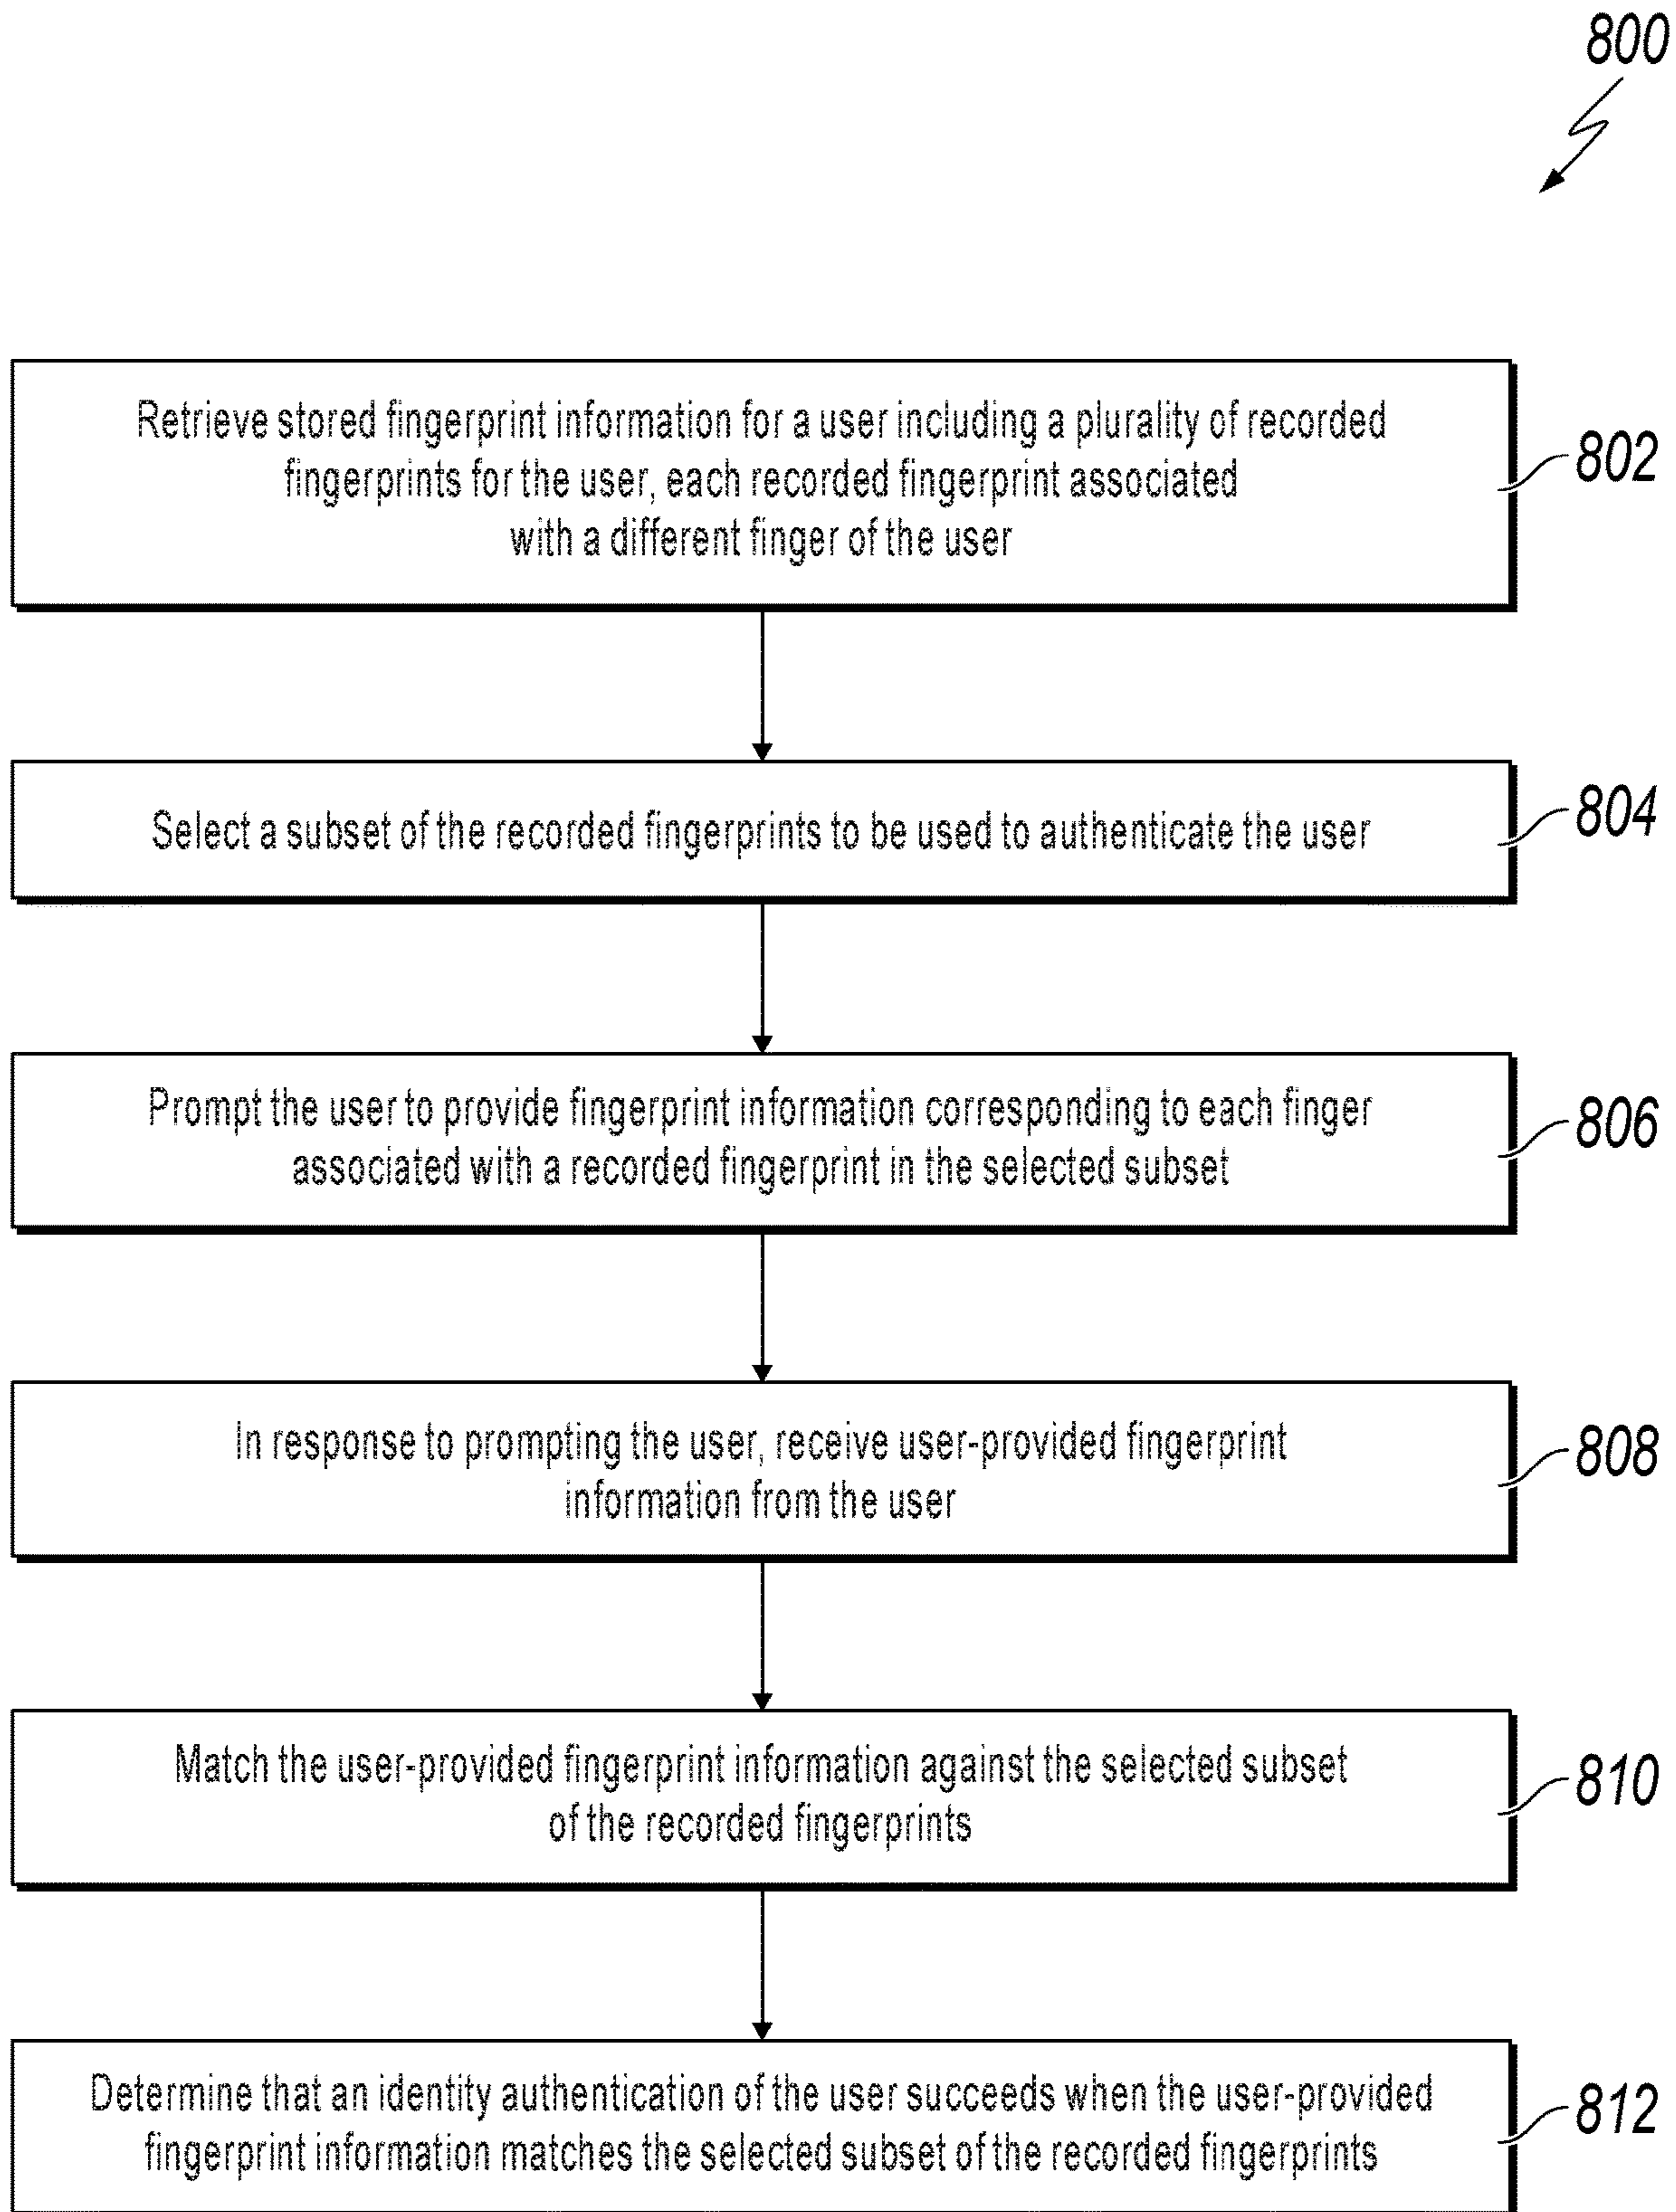 800
Retrieve stored fingerprint information for a user including a plurality of recorded
fingerprints for the user, each recorded fingerprint associated
with a different finger of the user
802
Select a subset of the recorded fingerprints to be used to authenticate the user
804
Prompt the user to provide fingerprint information corresponding to each finger
associated with a recorded fingerprint in the selected subset
806
In response to prompting the user, receive user-provided fingerprint
information from the user
808
Match the user-provided fingerprint information against the selected subset
of the recorded fingerprints
810
Determine that an identity authentication of the user succeeds when the user-provided
fingerprint information matches the selected subset of the recorded fingerprints
812